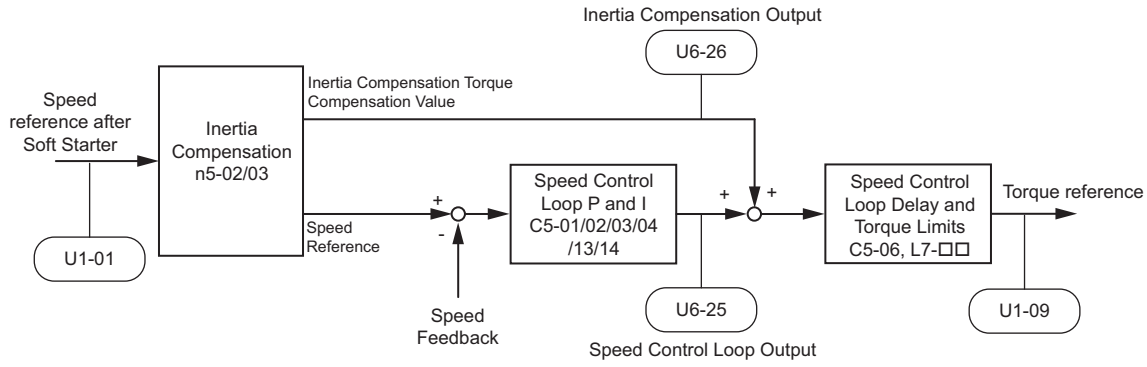 Inertia Compensation Output
U6-26
Inertia Compensation Torque
Compensation Value
Speed
reference after
Soft Starter
Inertia
Compensation
n5-02/03
U1-01
Speed
Reference
+
-
Speed
Feedback
Speed Control
Loop P and I
C5-01/02/03/04
/13/14
+
+
U6-25
Speed Control Loop Output
Speed Control
Loop Delay and
Torque Limits
C5-06, L7-□□
Torque reference
U1-09